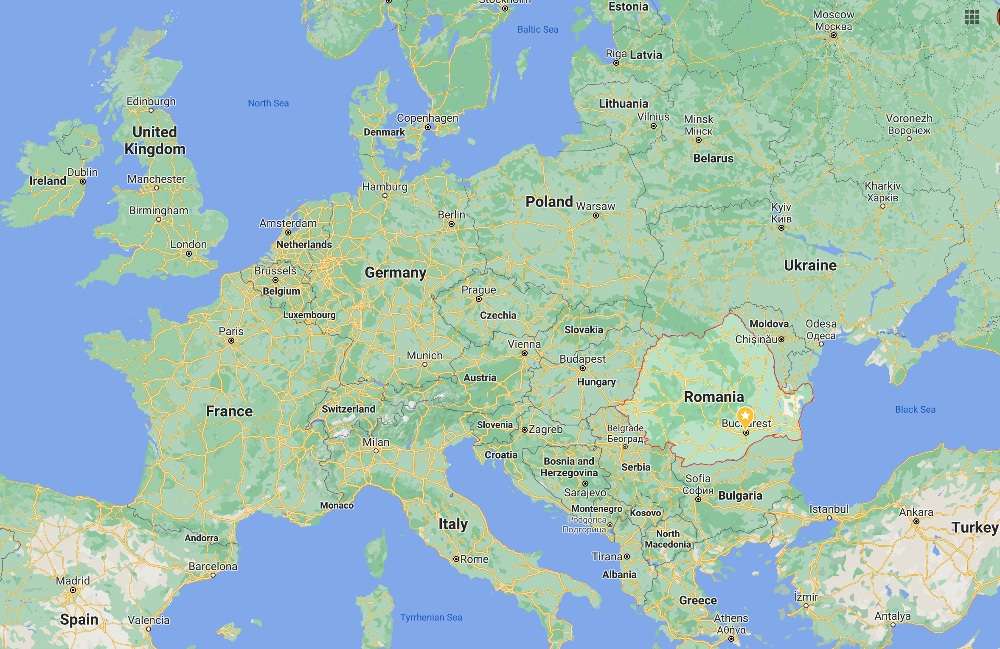 Stockholm
Estonia
Moscow
Москва
Baltic Sea
Riga
Latvia
North Sea
Edinburgh
Lithuania
Vilnius
Minsk
Мінск
Voronezh
Воронеж
Copenhagen
Denmark
United
Kingdom
Belarus
Dublin
Ireland
Manchester
Hamburg
Kharkiv
Харків
Poland
Warsaw
Kyiv
Київ
Birmingham
Berlin
Amsterdam
London
Netherlands
Ukraine
Brussels
Germany
Belgium
Prague
Luxembourg
Czechia
Moldova
Odesa
Одеса
Slovakia
Paris
Chişinău
Vienna
Munich
Budapest
Austria
Hungary
Romania
France
Switzerland
Black Sea
Slovenia
Zagreb
Belgrade
Београд
Bucharest
Milan
Croatia
Bosnia and
Herzegovina
Serbia
Sofia
София
Sarajevo
Bulgaria
Monaco
Montenegro
Kosovo
İstanbul
Ankara
Podgorica
Подгорица
Italy
Turkey
Andorra
North
Macedonia
Tirana
Rome
Barcelona
Albania
Madrid
İzmir
Greece
Spain
Valencia
Tyrrhenian Sea
Athens
Αθήνα
Antalya